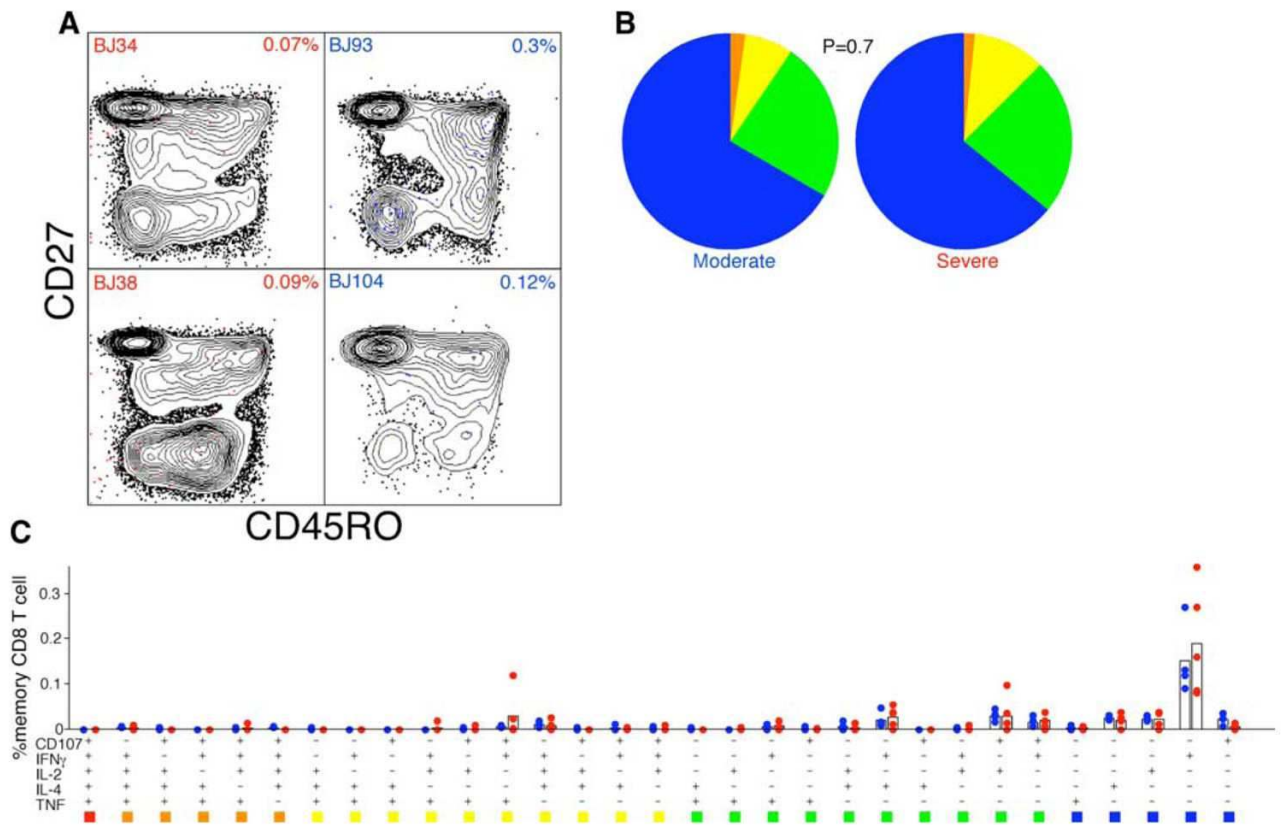 A
B
BJ34 0.07% BJ93 0.3%
P=0.7
CD27
Moderate Severe
BJ38 0.09% BJ104 0.12%
CD45RO
C
%memory CD8 T cell
0.3
0.2
0.1
0
CD107
IFNγ
IL-2
IL-4
TNF